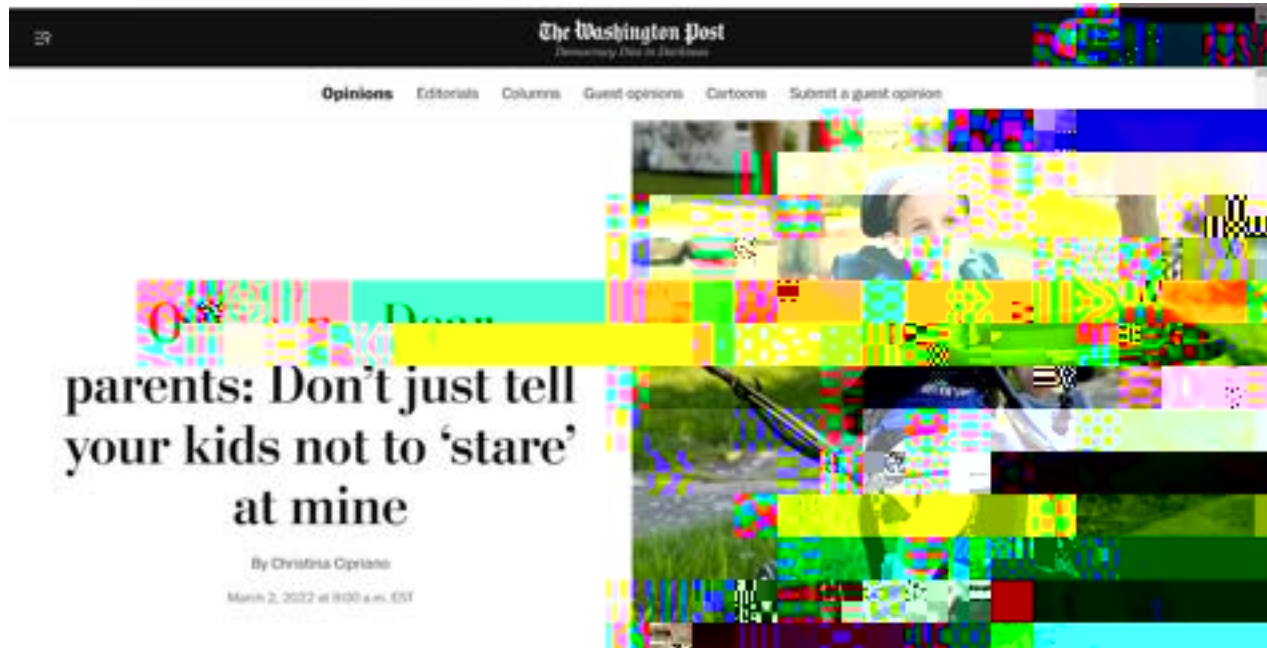 The Washington Post
Democracy Dies in Darkness
Opinions Editorials Columns Guest opinions Cartoons Submit a guest opinion
Dear
parents: Don’t just tell
your kids not to ‘stare’
at mine
By Christina Cipriano
March 2, 2022 at 9:00 a.m. EST